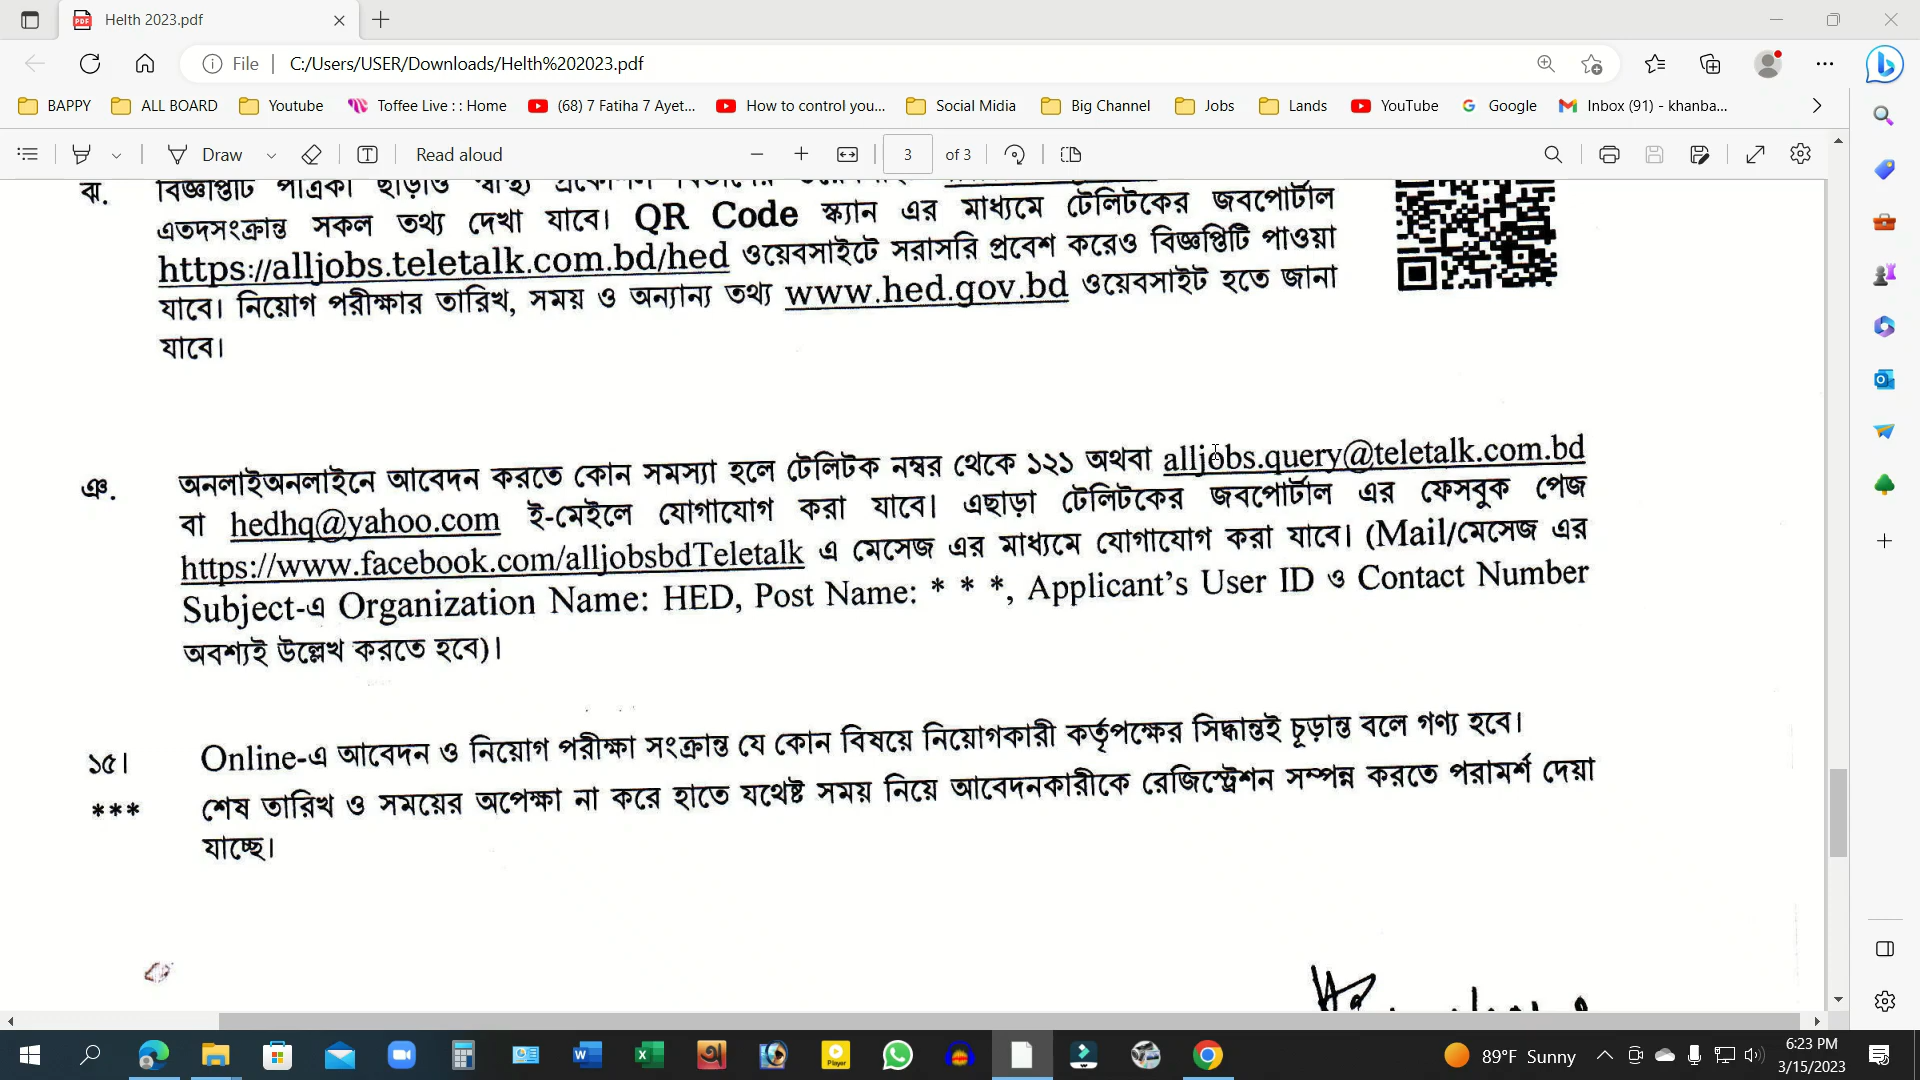 Helth 2023.pdf
File
C:/Users/USER/Downloads/Helth%202023.pdf
BAPPY
ALL BOARD
Youtube
Toffee Live : : Home
(68) 7 Fatiha 7 Ayet...
How to control you...
Social Midia
Big Channel
Jobs
Lands
YouTube
Google
Inbox (91) - khanba...
Draw
Read aloud
3 of 3
ঝ. বিজ্ঞপ্তিটি পত্রিকা ছাড়াও স্বাস্থ্য
এতদসংক্রান্ত সকল তথ্য দেখা যাবে। QR Code স্ক্যান এর মাধ্যমে টেলিটকের জবপোর্টাল
https://alljobs.teletalk.com.bd/hed ওয়েবসাইটে সরাসরি প্রবেশ করেও বিজ্ঞপ্তিটি পাওয়া
যাবে। নিয়োগ পরীক্ষার তারিখ, সময় ও অন্যান্য তথ্য www.hed.gov.bd ওয়েবসাইট হতে জানা
যাবে।
ঞ. অনলাইঅনলাইনে আবেদন করতে কোন সমস্যা হলে টেলিটক নম্বর থেকে ১২১ অথবা alljobs.query@teletalk.com.bd
বা hedhq@yahoo.com ই-মেইলে যোগাযোগ করা যাবে। এছাড়া টেলিটকের জবপোর্টাল এর ফেসবুক পেজ
https://www.facebook.com/alljobsbdTeletalk এ মেসেজ এর মাধ্যমে যোগাযোগ করা যাবে। (Mail/মেসেজ এর
Subject-এ Organization Name: HED, Post Name: * * *, Applicant's User ID ও Contact Number
অবশ্যই উল্লেখ করতে হবে)।
১৫। Online-এ আবেদন ও নিয়োগ পরীক্ষা সংক্রান্ত যে কোন বিষয়ে নিয়োগকারী কর্তৃপক্ষের সিদ্ধান্তই চূড়ান্ত বলে গণ্য হবে।
*** শেষ তারিখ ও সময়ের অপেক্ষা না করে হাতে যথেষ্ট সময় নিয়ে আবেদনকারীকে রেজিস্ট্রেশন সম্পন্ন করতে পরামর্শ দেয়া
যাচ্ছে।
89°F Sunny
6:23 PM
3/15/2023